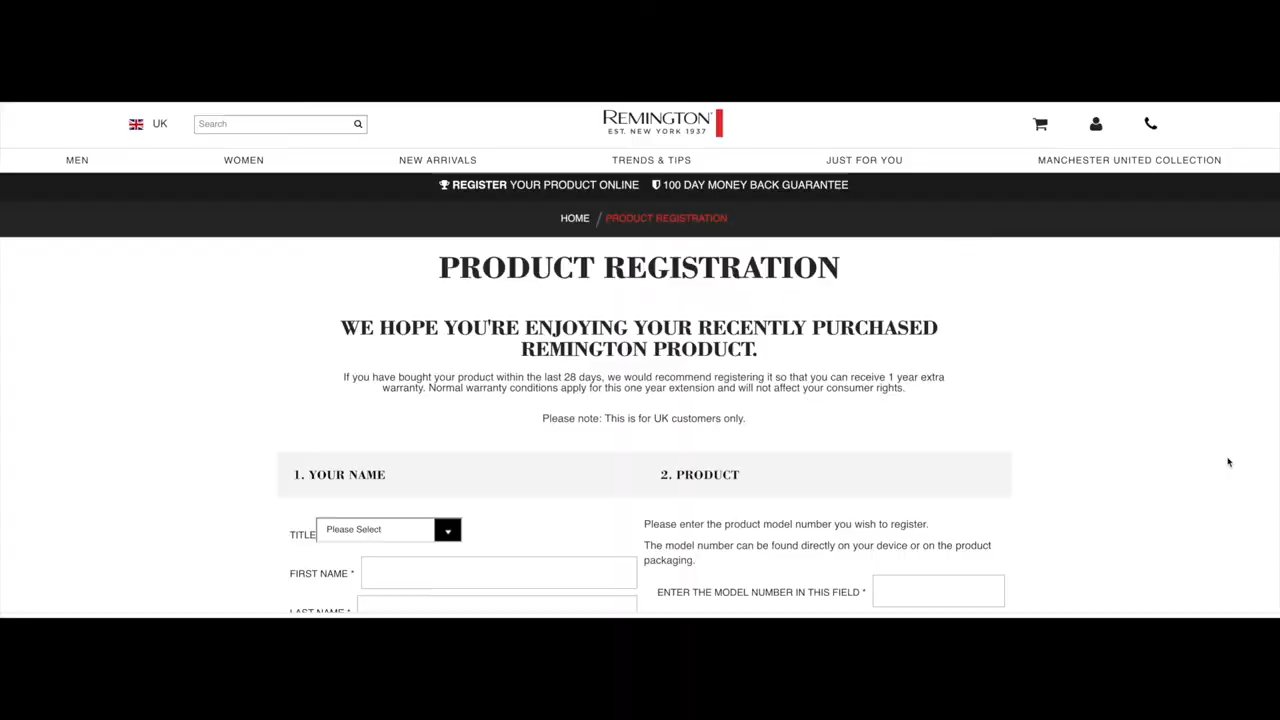 UK
Search
REMINGTON
EST. NEW YORK 1937
MEN
WOMEN
NEW ARRIVALS
TRENDS & TIPS
JUST FOR YOU
MANCHESTER UNITED COLLECTION
REGISTER YOUR PRODUCT ONLINE
100 DAY MONEY BACK GUARANTEE
HOME / PRODUCT REGISTRATION
PRODUCT REGISTRATION
WE HOPE YOU'RE ENJOYING YOUR RECENTLY PURCHASED
REMINGTON PRODUCT.
If you have bought your product within the last 28 days, we would recommend registering it so that you can receive 1 year extra
warranty. Normal warranty conditions apply for this one year extension and will not affect your consumer rights.
Please note: This is for UK customers only.
1. YOUR NAME
TITLE Please Select
FIRST NAME *
LAST NAME *
2. PRODUCT
Please enter the product model number you wish to register.
The model number can be found directly on your device or on the product
packaging.
ENTER THE MODEL NUMBER IN THIS FIELD *